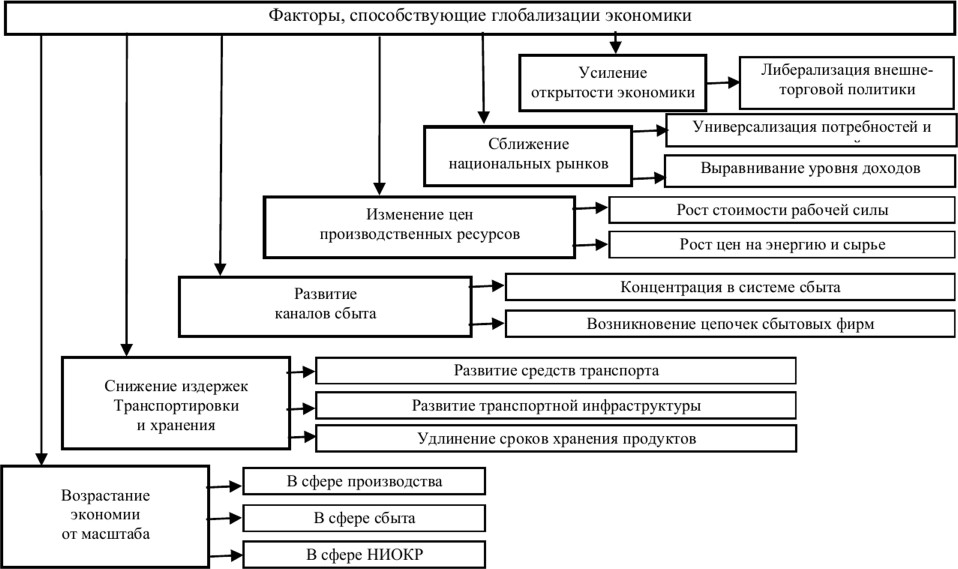 Факторы, способствующие глобализации экономики
Усиление
открытости экономики
Либерализация внешне-
торговой политики
Сближение
национальных рынков
Универсализация потребностей и
Выравнивание уровня доходов
Изменение цен
производственных ресурсов
Рост стоимости рабочей силы
Рост цен на энергию и сырье
Развитие
каналов сбыта
Концентрация в системе сбыта
Возникновение цепочек сбытовых фирм
Снижение издержек
Транспортировки
и хранения
Развитие средств транспорта
Развитие транспортной инфраструктуры
Удлинение сроков хранения продуктов
Возрастание
экономии
от масштаба
В сфере производства
В сфере сбыта
В сфере НИОКР